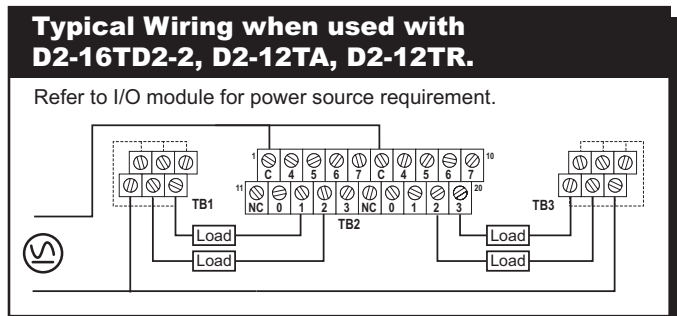 Typical Wiring when used with
D2-16TD2-2, D2-12TA, D2-12TR.
Refer to I/O module for power source requirement.
1 C 4 5 6 7 C 4 5 6 7 10
11 NC 0 1 2 3 NC 0 1 2 3 20
TB1 TB2 TB3
Load Load
Load Load